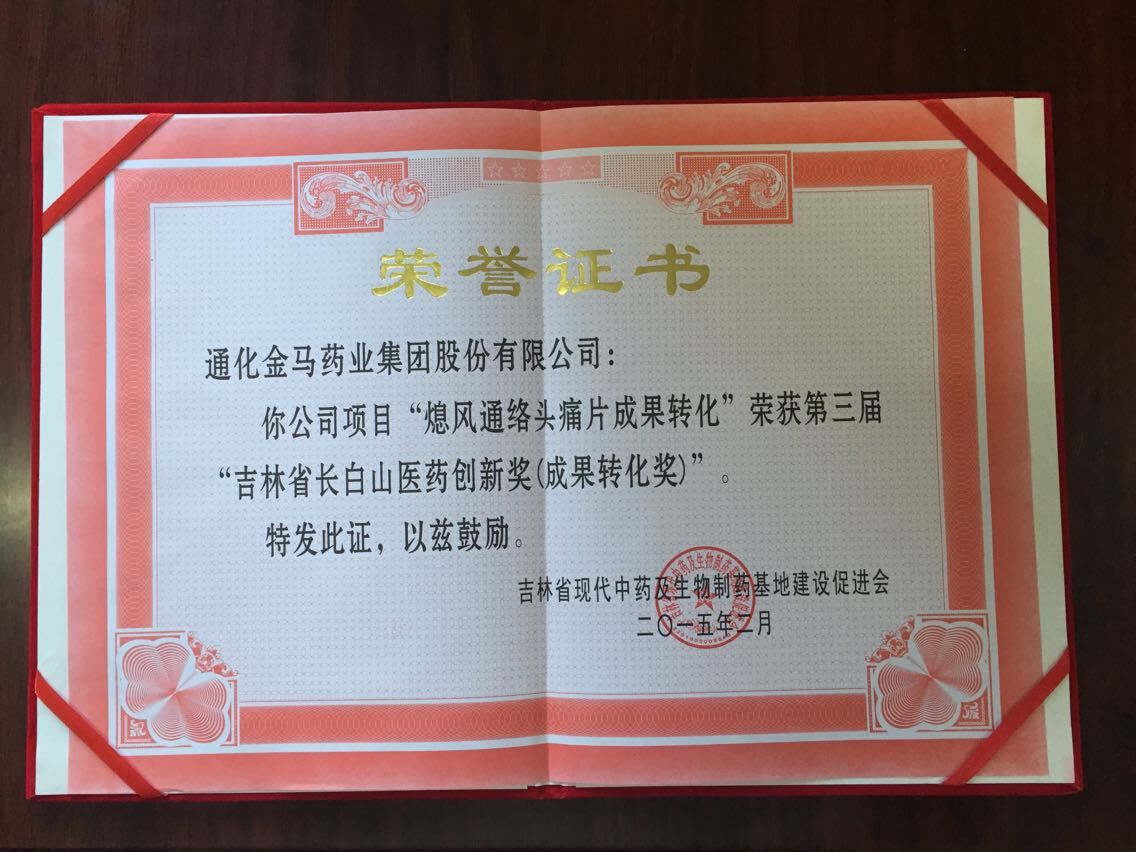 荣誉证书
通化金马药业集团股份有限公司：
你公司项目“熄风通络头痛片成果转化”荣获第三届
“吉林省长白山医药创新奖(成果转化奖)”。
特发此证，以兹鼓励。
吉林省现代中药及生物制药基地建设促进会
二〇一五年二月